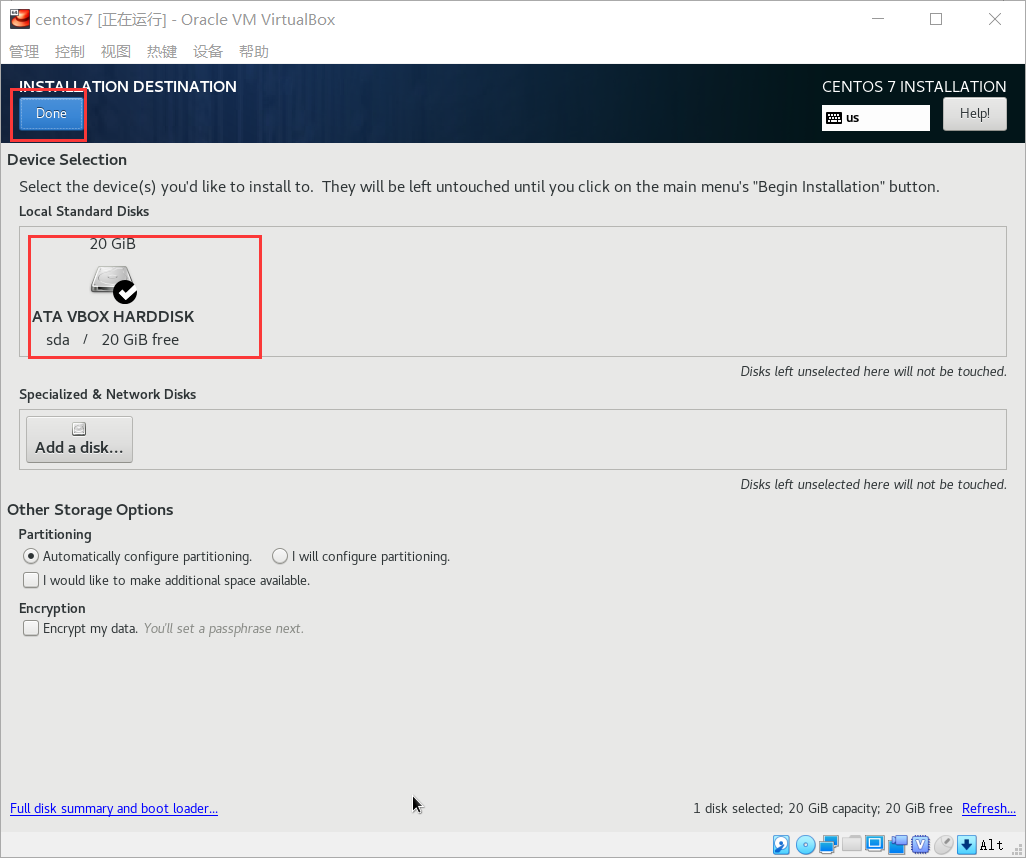 centos7 [正在运行] - Oracle VM VirtualBox
管理 控制 视图 热键 设备 帮助
INSTALLATION DESTINATION
CENTOS 7 INSTALLATION
Done
us
Help!
Device Selection
Select the device(s) you'd like to install to. They will be left untouched until you click on the main menu's "Begin Installation" button.
Local Standard Disks
20 GiB
ATA VBOX HARDDISK
sda / 20 GiB free
Disks left unselected here will not be touched.
Specialized & Network Disks
Add a disk...
Disks left unselected here will not be touched.
Other Storage Options
Partitioning
Automatically configure partitioning. I will configure partitioning.
I would like to make additional space available.
Encryption
Encrypt my data. You'll set a passphrase next.
Full disk summary and boot loader...
1 disk selected; 20 GiB capacity; 20 GiB free Refresh...
Alt